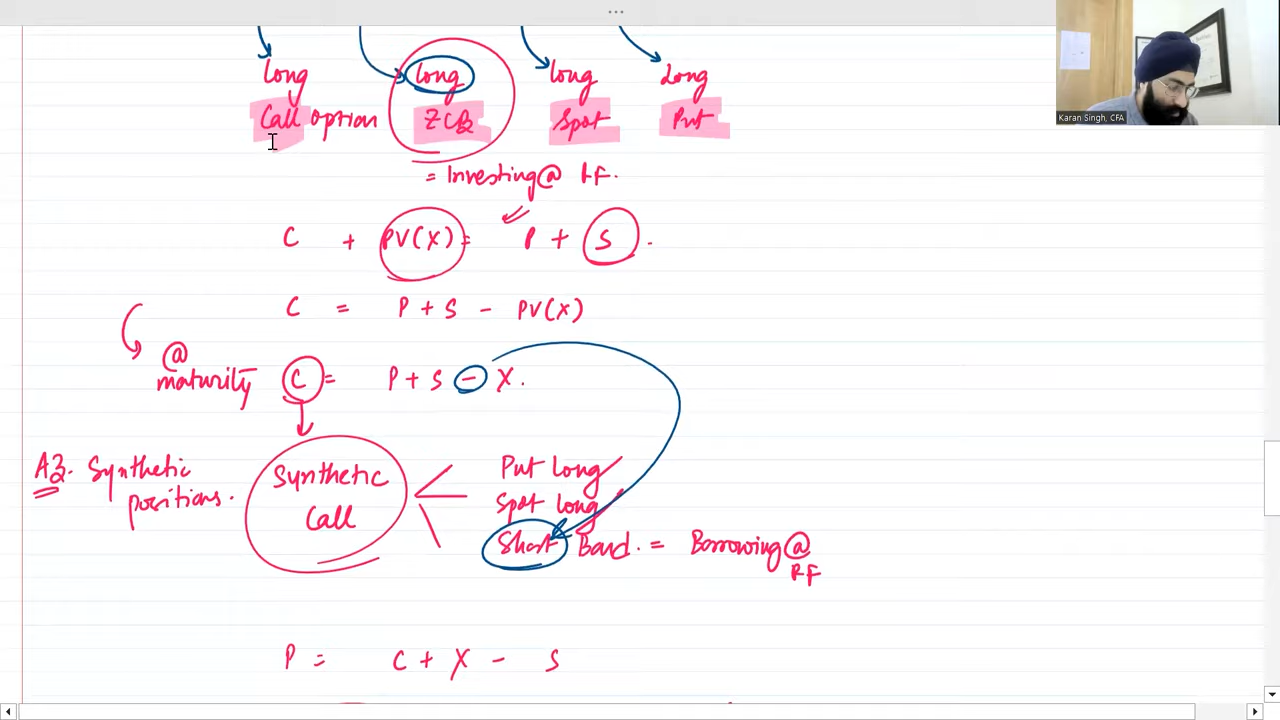 Long Long Long Long
Call option ZCB Spot Put
= Investing @ RF.
C + PV(X) = P + S.
C = P + S - PV(X)
@
maturity C = P + S - X.
A3. Synthetic
positions.
Synthetic
Call
Put Long
Spot Long
Short Bond. = Borrowing @
RF
P = C + X - S
Karan Singh, CFA